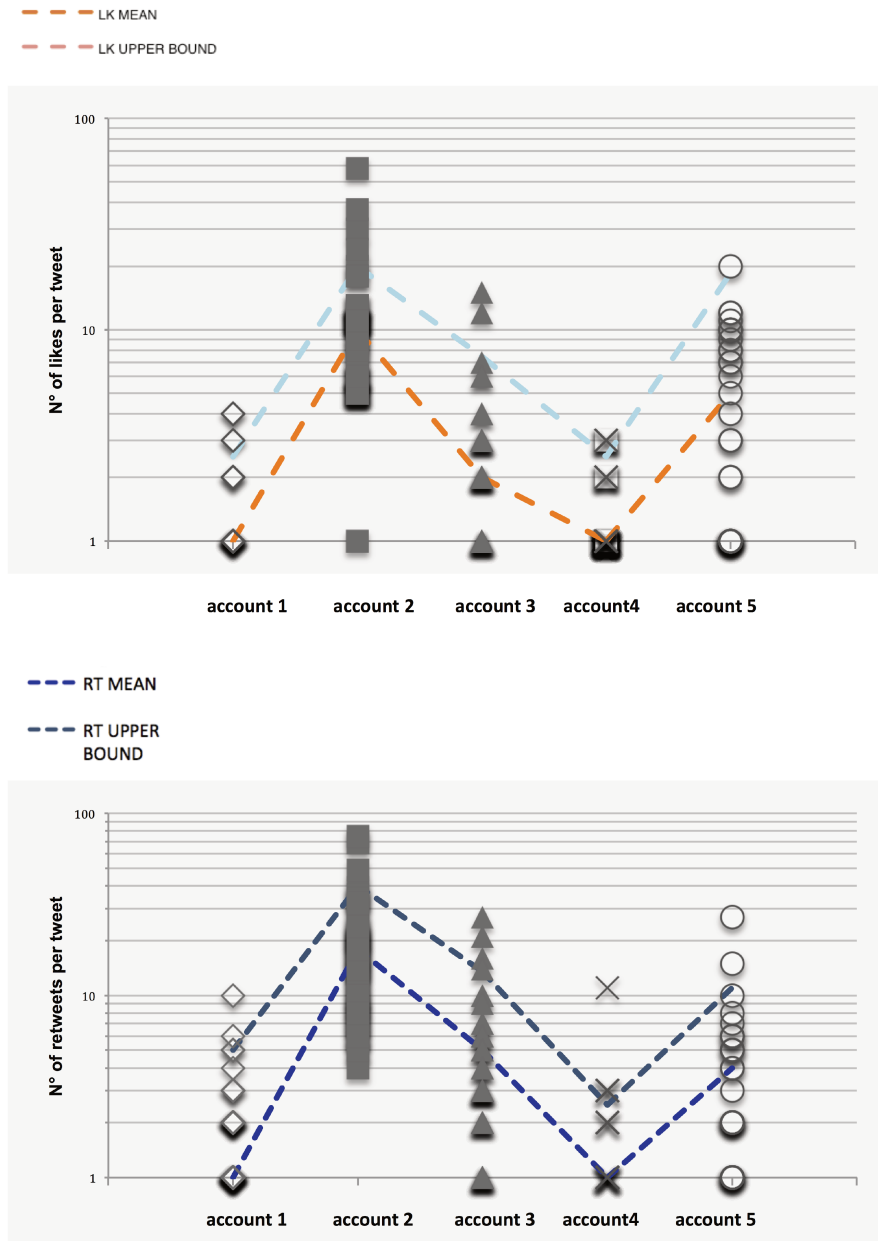 LK MEAN
LK UPPER BOUND
100
10
1
N° of likes per tweet
account 1 account 2 account 3 account4 account 5
RT MEAN
RT UPPER
BOUND
100
10
1
N° of retweets per tweet
account 1 account 2 account 3 account4 account 5